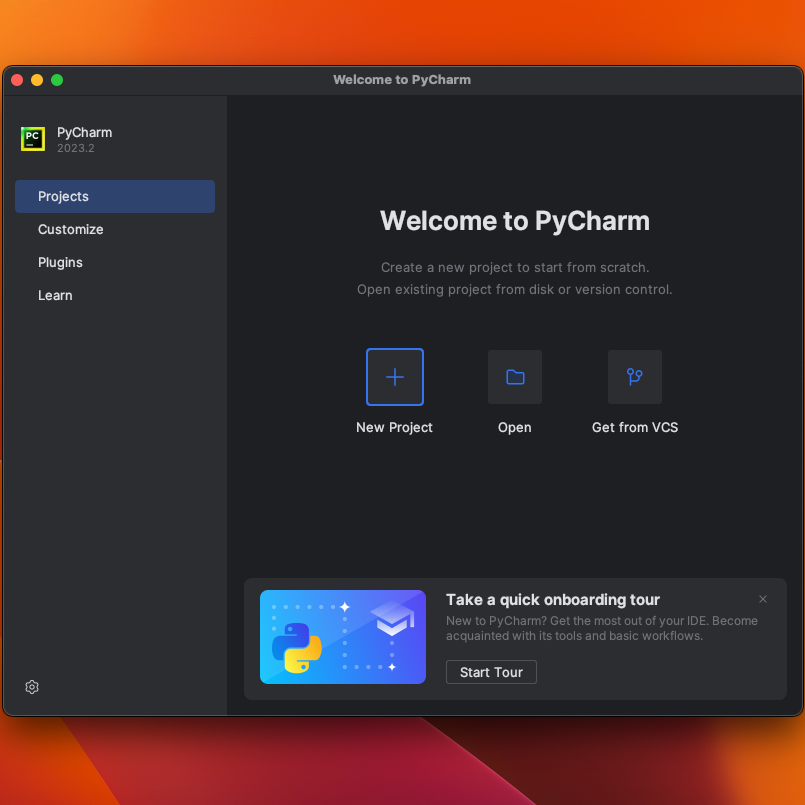 Welcome to PyCharm
PC
PyCharm
2023.2
Projects
Customize
Plugins
Learn
Welcome to PyCharm
Create a new project to start from scratch.
Open existing project from disk or version control.
New Project
Open
Get from VCS
Take a quick onboarding tour
New to PyCharm? Get the most out of your IDE. Become
acquainted with its tools and basic workflows.
Start Tour